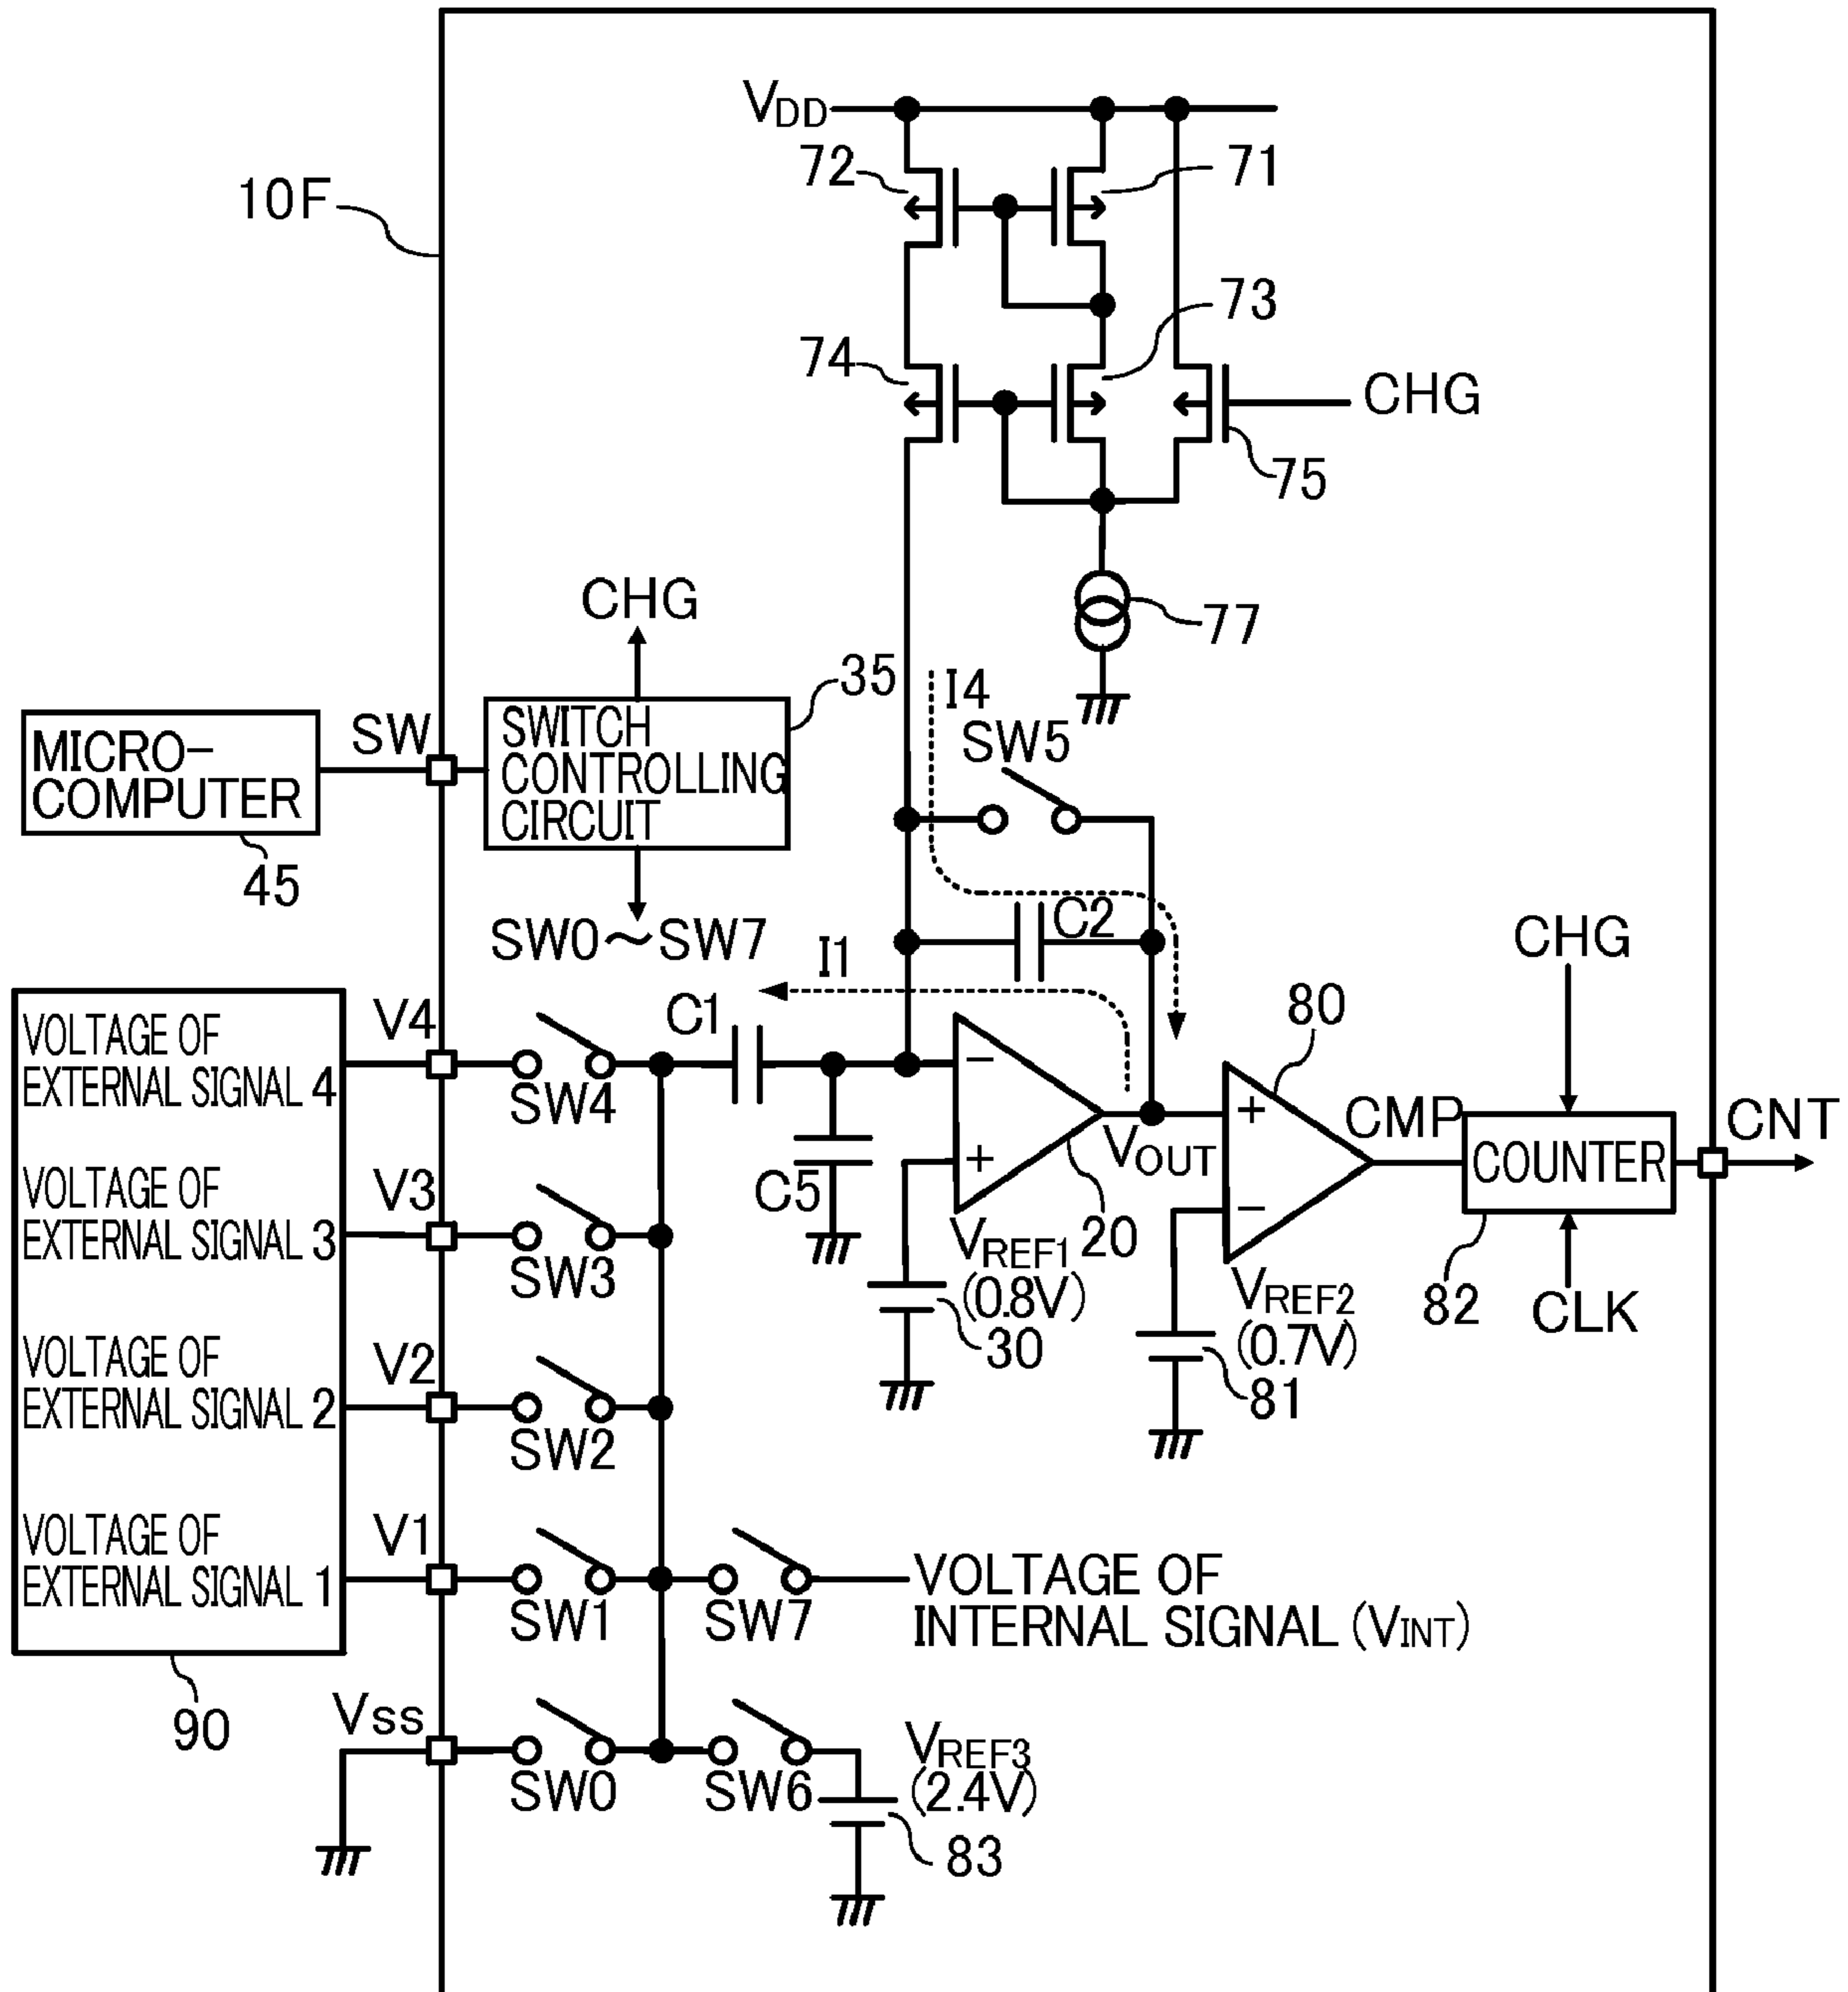 VDD
72
71
10F
73
74
CHG
75
CHG
77
35
I4
SW
SWITCH
CONTROLLING
CIRCUIT
SW5
MICRO-
COMPUTER
45
C2
SW0～SW7
CHG
I1
80
V4
C1
VOLTAGE OF
EXTERNAL SIGNAL 4
SW4
−
+
+
−
CMP
COUNTER
CNT
VOUT
C5
V3
VOLTAGE OF
EXTERNAL SIGNAL 3
SW3
VREF1
(0.8V)
20
30
VREF2
(0.7V)
81
82
CLK
V2
VOLTAGE OF
EXTERNAL SIGNAL 2
SW2
V1
VOLTAGE OF
EXTERNAL SIGNAL 1
SW1
SW7
VOLTAGE OF
INTERNAL SIGNAL (VINT)
90
Vss
SW0
SW6
VREF3
(2.4V)
83